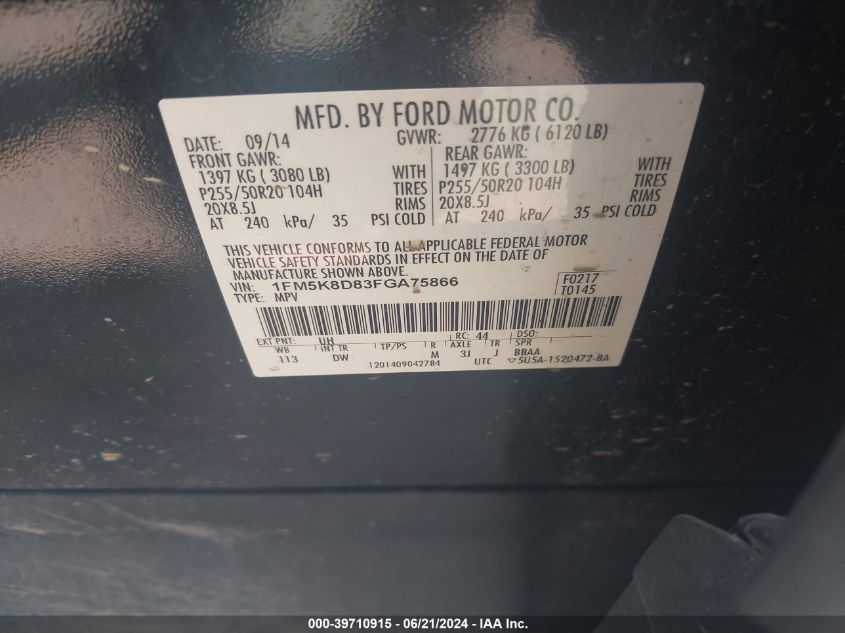 MFD. BY FORD MOTOR CO.
DATE: 09/14 GVWR: 2776 KG ( 6120 LB)
FRONT GAWR: REAR GAWR:
1397 KG ( 3080 LB) WITH 1497 KG ( 3300 LB) WITH
P255/50R20 104H TIRES P255/50R20 104H TIRES
20X8.5J RIMS 20X8.5J RIMS
AT 240 kPa/ 35 PSI COLD AT 240 kPa/ 35 PSI COLD
THIS VEHICLE CONFORMS TO ALL APPLICABLE FEDERAL MOTOR
VEHICLE SAFETY STANDARDS IN EFFECT ON THE DATE OF
MANUFACTURE SHOWN ABOVE.
VIN: 1FM5K8D83FGA75866 F0217
TYPE: MPV T0145
EXT PNT: UH RC: 44 DSO:
WB INT TR TP/PS R AXLE TR SPR
113 DW M 3J J BBAA
1201409042784 UTC 5U5A-1520472-BA
000-39710915 - 06/21/2024 - IAA Inc.